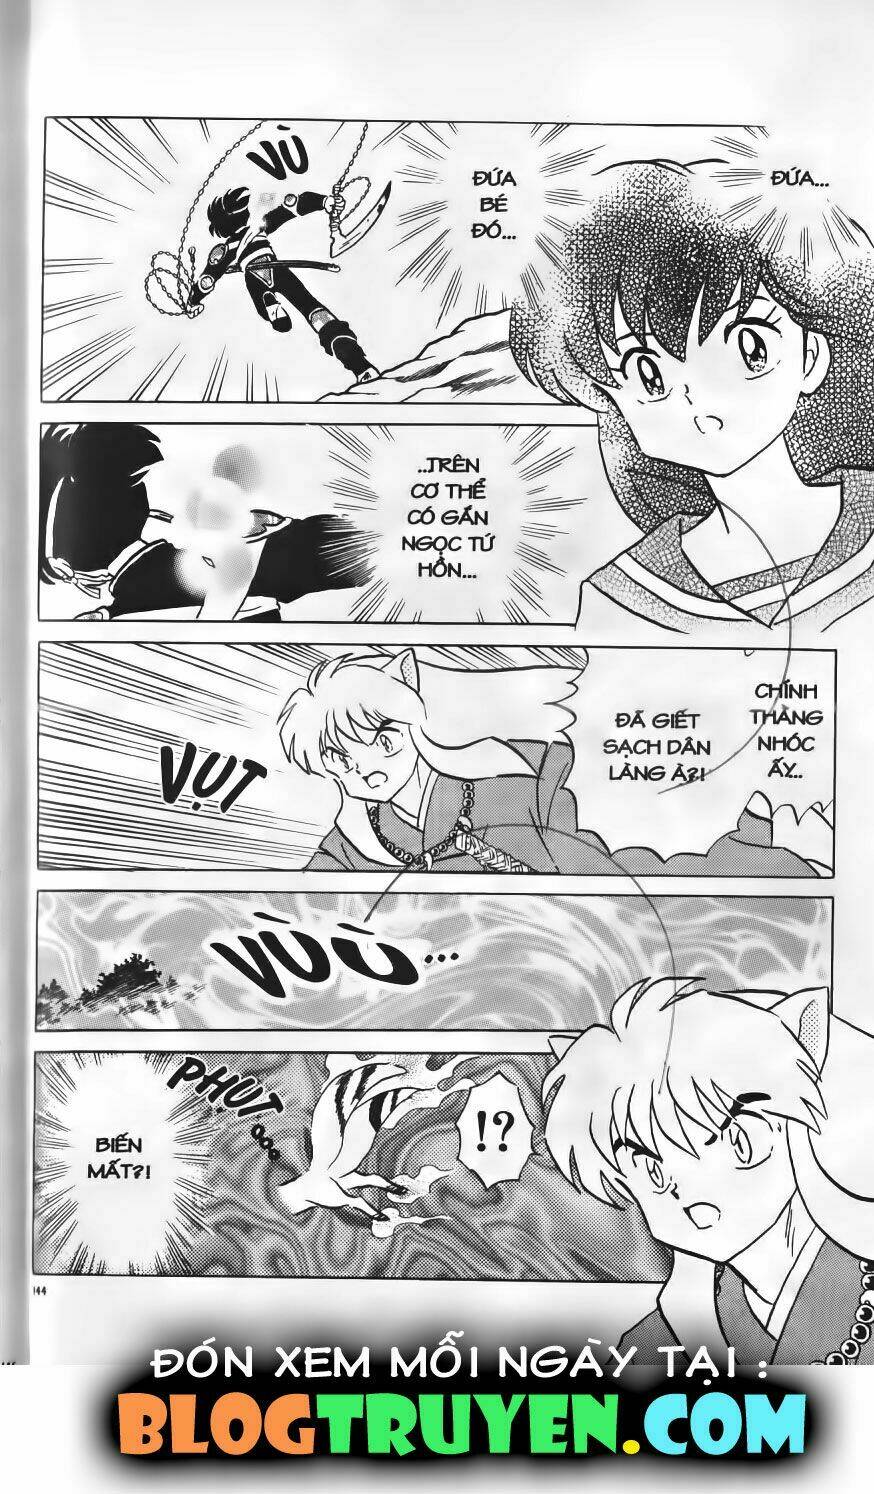 VÙ
ĐỨA
BÉ
ĐÓ...
ĐỨA...
..TRÊN
CƠ THỂ
CÓ GẮN
NGỌC TỨ
HỒN...
CHÍNH
THẰNG
NHÓC
ẤY...
ĐÃ GIẾT
SẠCH DÂN
LÀNG À?!
VỤT
VÙÙ...
PHỤT...
!?
BIẾN
MẤT?!
144
ĐÓN XEM MỖI NGÀY TẠI :
BLOGTRUYEN.COM